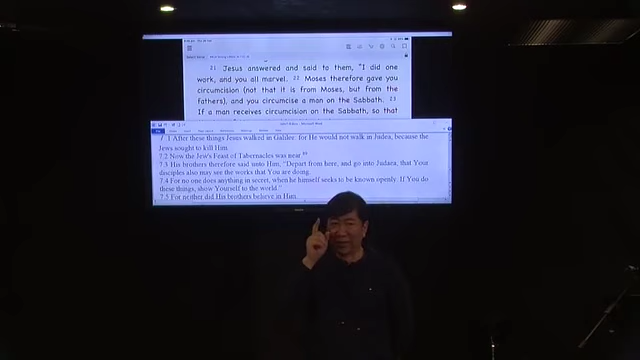 21 Jesus answered and said to them, "I did one
work, and you all marvel. 22 Moses therefore gave you
circumcision (not that it is from Moses, but from the
fathers), and you circumcise a man on the Sabbath. 23
If a man receives circumcision on the Sabbath, so that
7 1 After these things Jesus walked in Galilee; for He would not walk in Judea, because the
Jews sought to kill Him.
7.2 Now the Jew's Feast of Tabernacles was near.
7.3 His brothers therefore said unto Him, "Depart from here, and go into Judaea, that Your
disciples also may see the works that You are doing.
7.4 For no one does anything in secret, when he himself seeks to be known openly. If You do
these things, show Yourself to the world."
7.5 For neither did His brothers believe in Him.